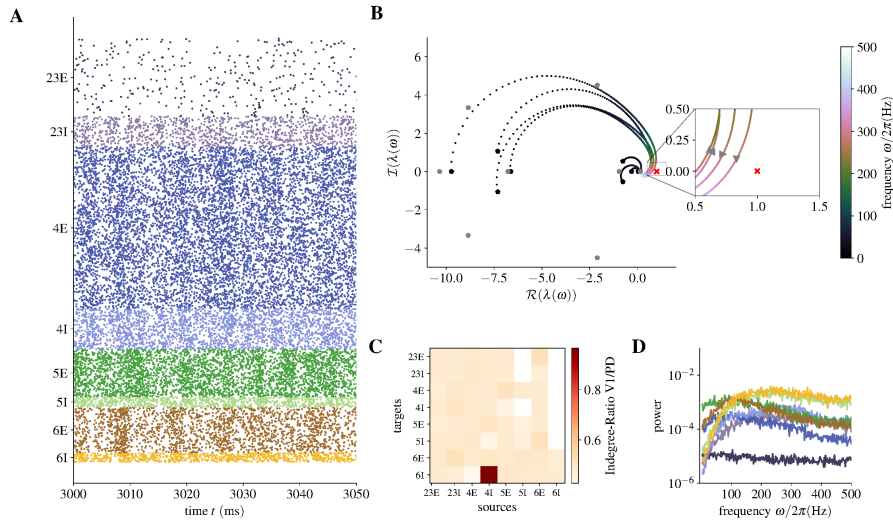 A
23E
23I
4E
4I
5E
5I
6E
6I
3000
3010
3020
3030
3040
3050
time t (ms)
B
6
4
2
0
−2
−4
−10.0
−7.5
−5.0
−2.5
0.0
ℛ(λ(ω))
ℐ(λ(ω))
0.50
0.25
0.00
0.5
1.0
1.5
500
400
300
200
100
0
frequency ω/2π(Hz)
C
23E
23I
4E
4I
5E
5I
6E
6I
targets
23E 23I 4E 4I 5E 5I 6E 6I
sources
0.8
0.6
Indegree-Ratio V1/PD
D
10⁻²
10⁻⁴
10⁻⁶
power
100
200
300
400
500
frequency ω/2π(Hz)